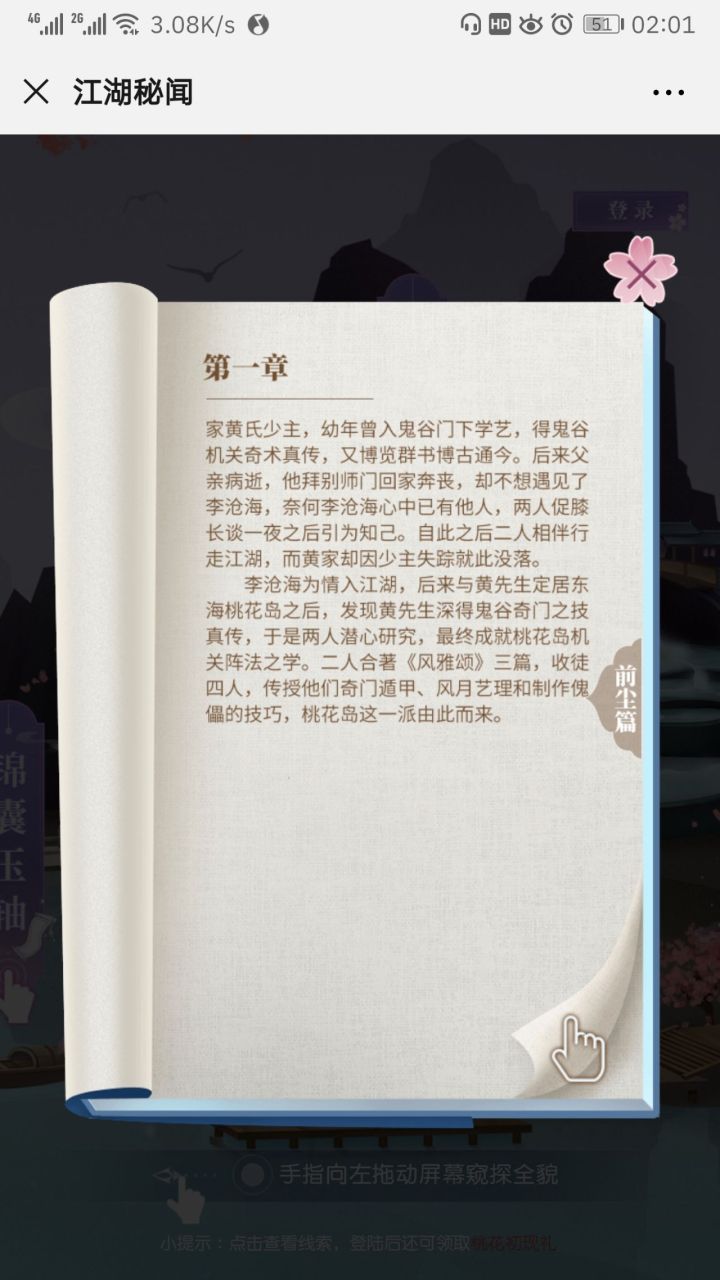 4G 2G 3.08K/s HD 51 02:01
江湖秘闻
登录
第一章
家黄氏少主，幼年曾入鬼谷门下学艺，得鬼谷
机关奇术真传，又博览群书博古通今。后来父
亲病逝，他拜别师门回家奔丧，却不想遇见了
李沧海，奈何李沧海心中已有他人，两人促膝
长谈一夜之后引为知己。自此之后二人相伴行
走江湖，而黄家却因少主失踪就此没落。
李沧海为情入江湖，后来与黄先生定居东
海桃花岛之后，发现黄先生深得鬼谷奇门之技
真传，于是两人潜心研究，最终成就桃花岛机
关阵法之学。二人合著《风雅颂》三篇，收徒
四人，传授他们奇门遁甲、风月艺理和制作傀
儡的技巧，桃花岛这一派由此而来。
前尘篇
锦囊玉轴
手指向左拖动屏幕窥探全貌
小提示：点击查看线索，登陆后还可领取桃花初现礼